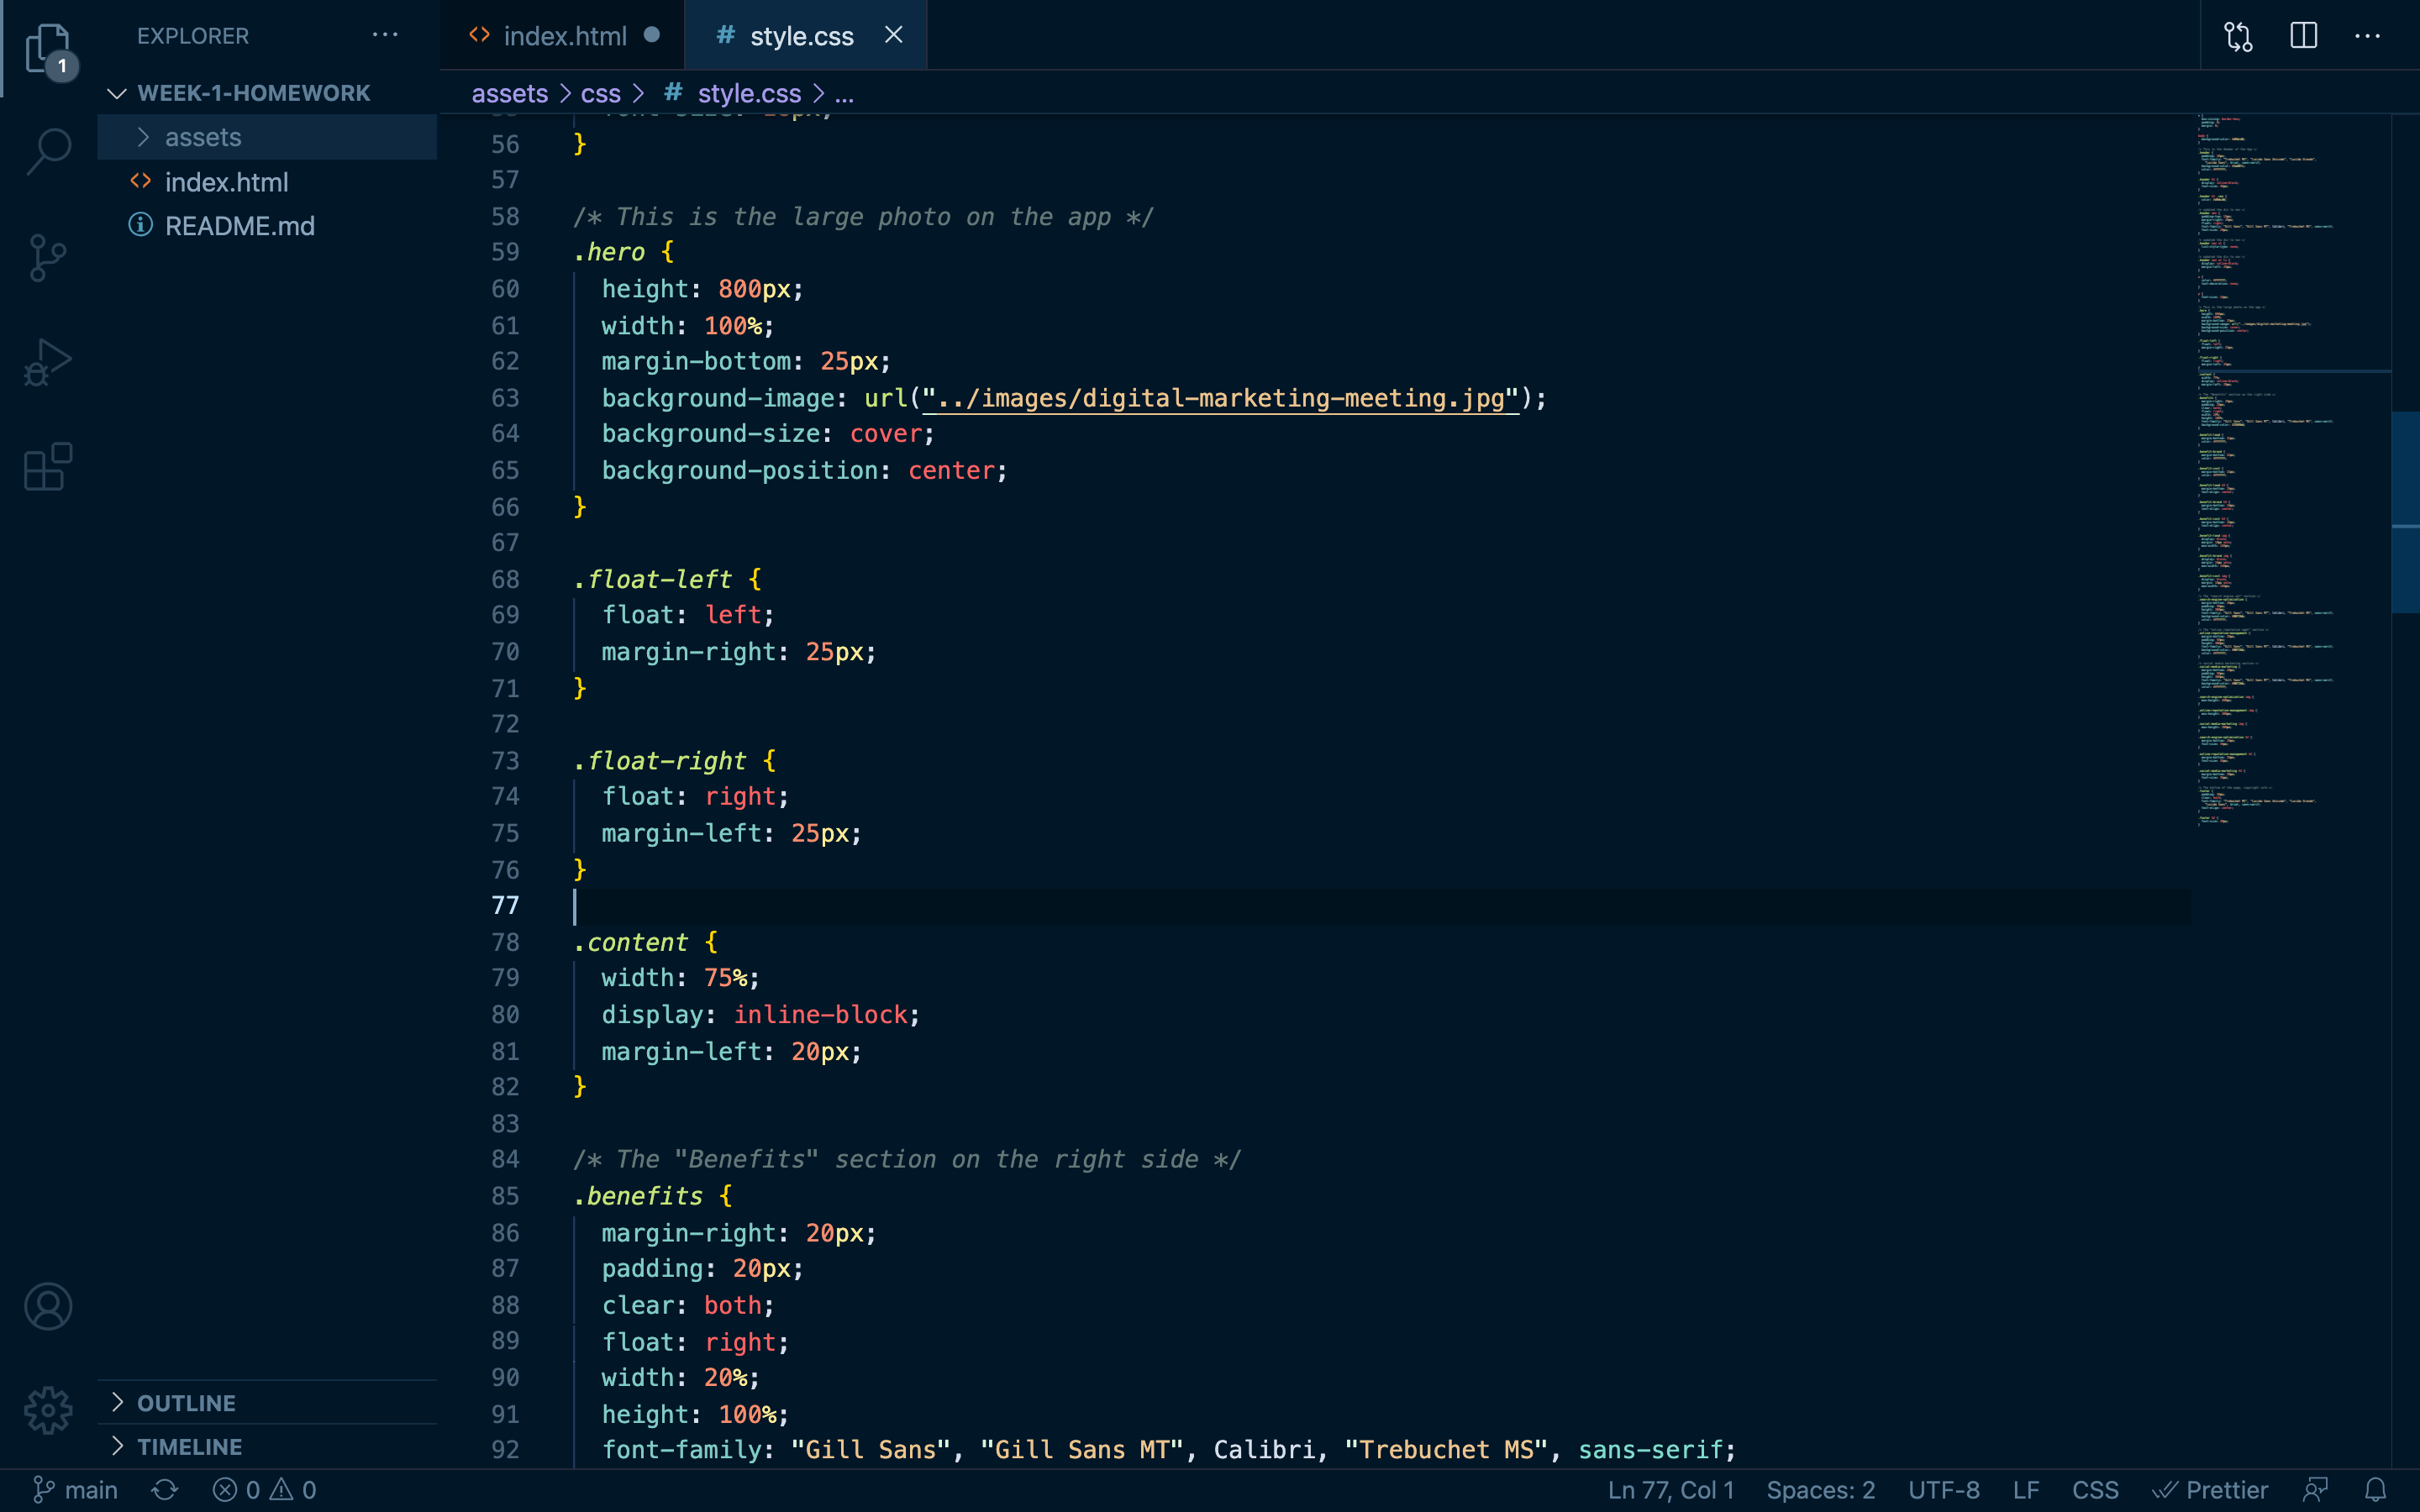 EXPLORER
1
WEEK-1-HOMEWORK
assets
index.html
README.md
OUTLINE
TIMELINE
index.html
style.css
assets > css > # style.css > ...
56 }
57
58 /* This is the large photo on the app */
59 .hero {
60 height: 800px;
61 width: 100%;
62 margin-bottom: 25px;
63 background-image: url("../images/digital-marketing-meeting.jpg");
64 background-size: cover;
65 background-position: center;
66 }
67
68 .float-left {
69 float: left;
70 margin-right: 25px;
71 }
72
73 .float-right {
74 float: right;
75 margin-left: 25px;
76 }
77
78 .content {
79 width: 75%;
80 display: inline-block;
81 margin-left: 20px;
82 }
83
84 /* The "Benefits" section on the right side */
85 .benefits {
86 margin-right: 20px;
87 padding: 20px;
88 clear: both;
89 float: right;
90 width: 20%;
91 height: 100%;
92 font-family: "Gill Sans", "Gill Sans MT", Calibri, "Trebuchet MS", sans-serif;
main 0 0 Ln 77, Col 1 Spaces: 2 UTF-8 LF CSS Prettier